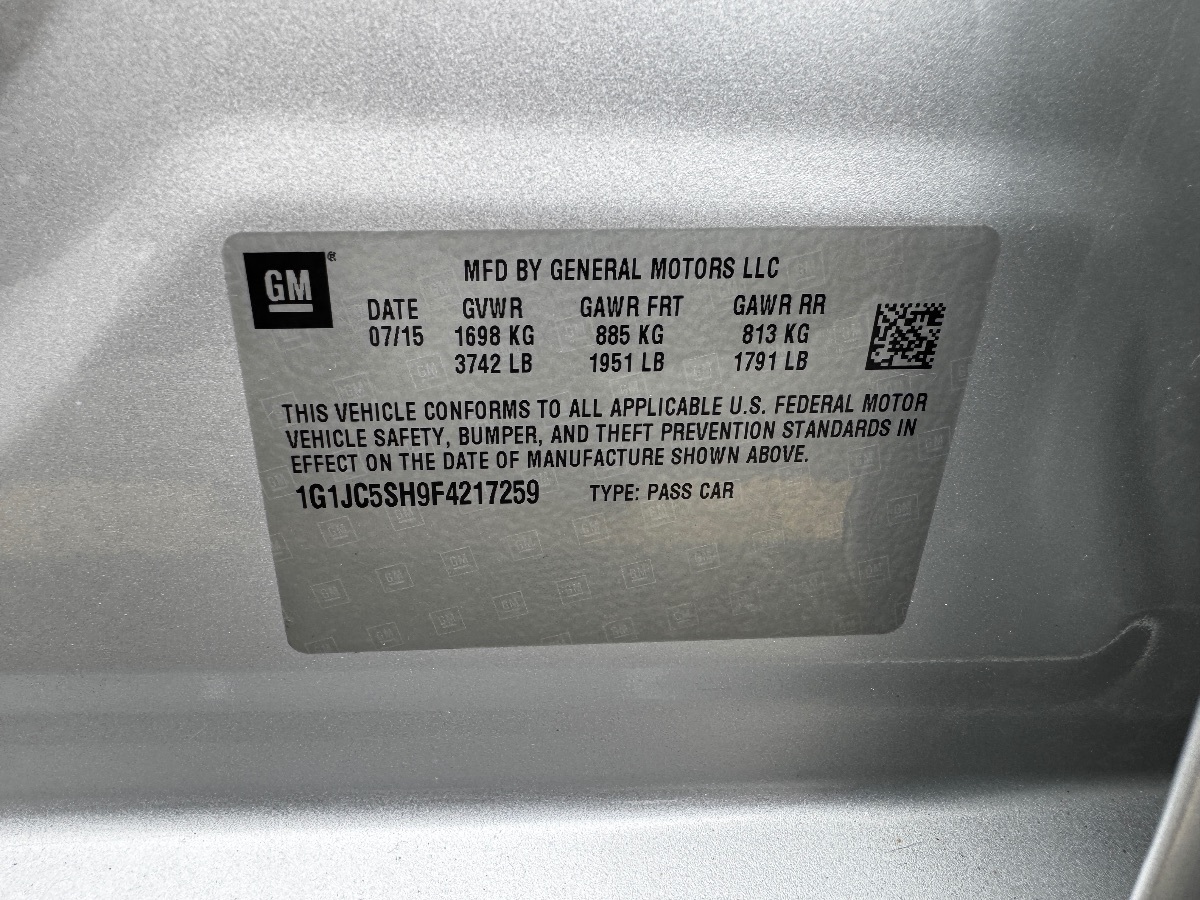 GM®
MFD BY GENERAL MOTORS LLC
DATE GVWR GAWR FRT GAWR RR
07/15 1698 KG 885 KG 813 KG
3742 LB 1951 LB 1791 LB
THIS VEHICLE CONFORMS TO ALL APPLICABLE U.S. FEDERAL MOTOR
VEHICLE SAFETY, BUMPER, AND THEFT PREVENTION STANDARDS IN
EFFECT ON THE DATE OF MANUFACTURE SHOWN ABOVE.
1G1JC5SH9F4217259 TYPE: PASS CAR